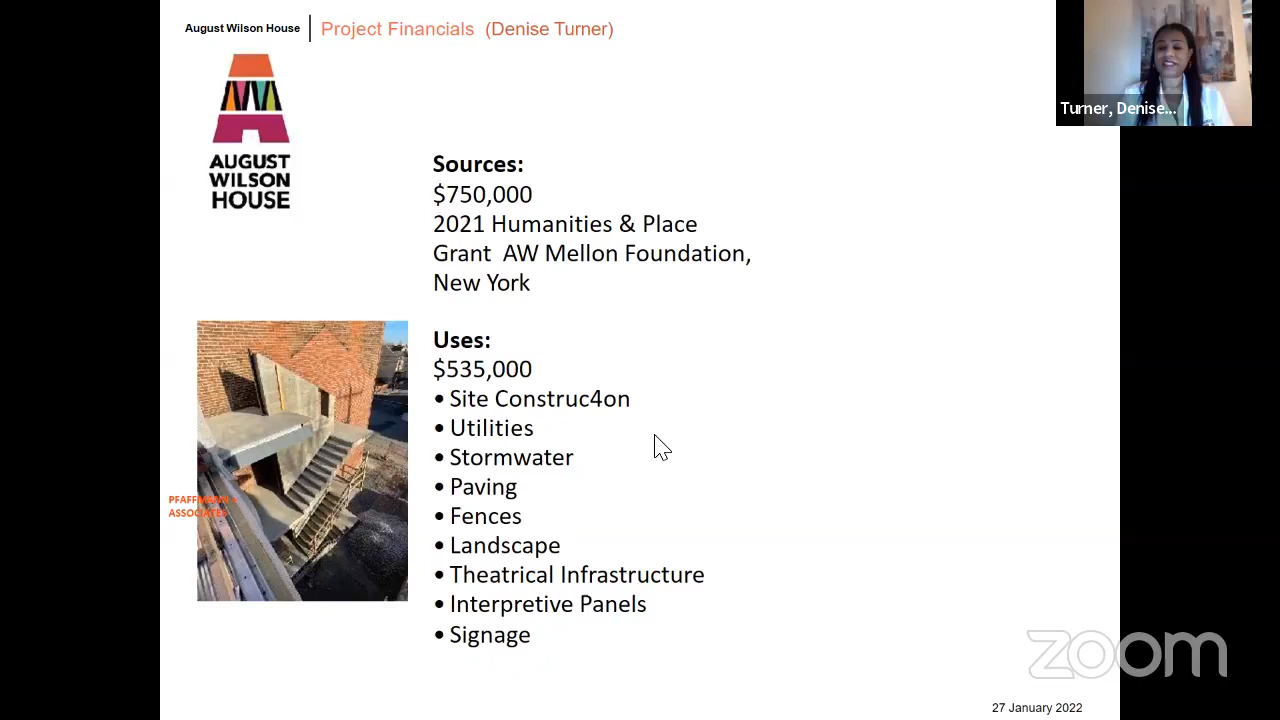 August Wilson House
Project Financials (Denise Turner)
Turner, Denise...
AUGUST
WILSON
HOUSE
Sources:
$750,000
2021 Humanities & Place
Grant AW Mellon Foundation,
New York
Uses:
$535,000
• Site Construc4on
• Utilities
• Stormwater
• Paving
• Fences
• Landscape
• Theatrical Infrastructure
• Interpretive Panels
• Signage
PFAFFMANN +
ASSOCIATES
zoom
27 January 2022